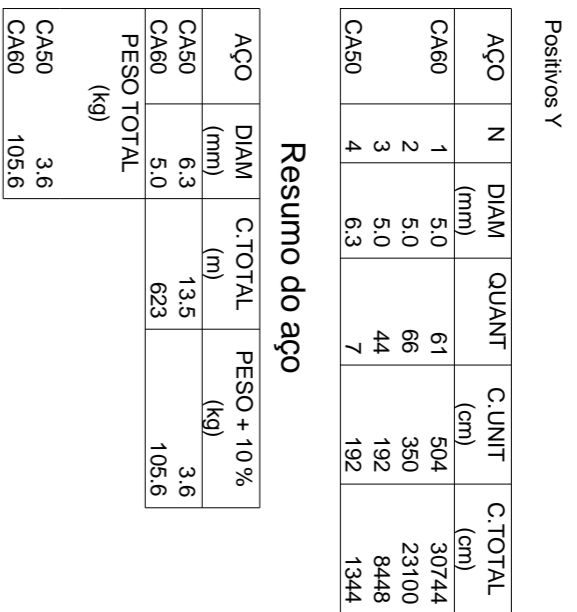 Positivos Y
AÇO N DIAM QUANT C.UNIT C.TOTAL
(mm) (cm) (cm)
CA60 1 5.0 61 504 30744
2 5.0 66 350 23100
3 5.0 44 192 8448
CA50 4 6.3 7 192 1344
Resumo do aço
AÇO DIAM C.TOTAL PESO + 10 %
(mm) (m) (kg)
CA50 6.3 13.5 3.6
CA60 5.0 623 105.6
PESO TOTAL
(kg)
CA50 3.6
CA60 105.6